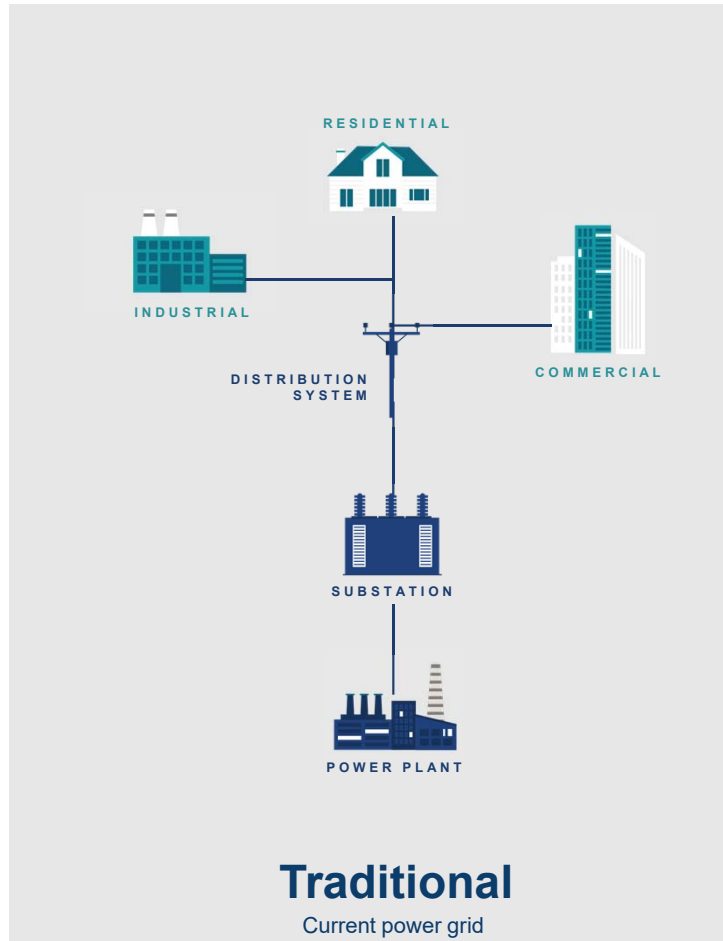 RESIDENTIAL
INDUSTRIAL
COMMERCIAL
DISTRIBUTION
SYSTEM
SUBSTATION
POWER PLANT
Traditional
Current power grid